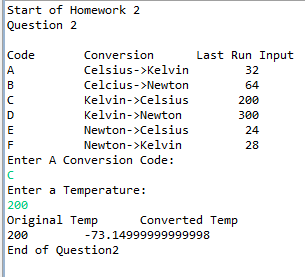 Start of Homework 2
Question 2
Code Conversion Last Run Input
A Celsius->Kelvin 32
B Celcius->Newton 64
C Kelvin->Celsius 200
D Kelvin->Newton 300
E Newton->Celsius 24
F Newton->Kelvin 28
Enter A Conversion Code:
C
Enter a Temperature:
200
Original Temp Converted Temp
200 -73.14999999999998
End of Question2